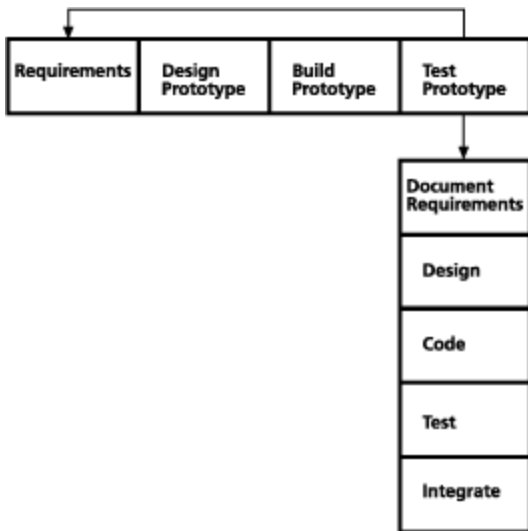 Requirements
Design
Prototype
Build
Prototype
Test
Prototype
Document
Requirements
Design
Code
Test
Integrate